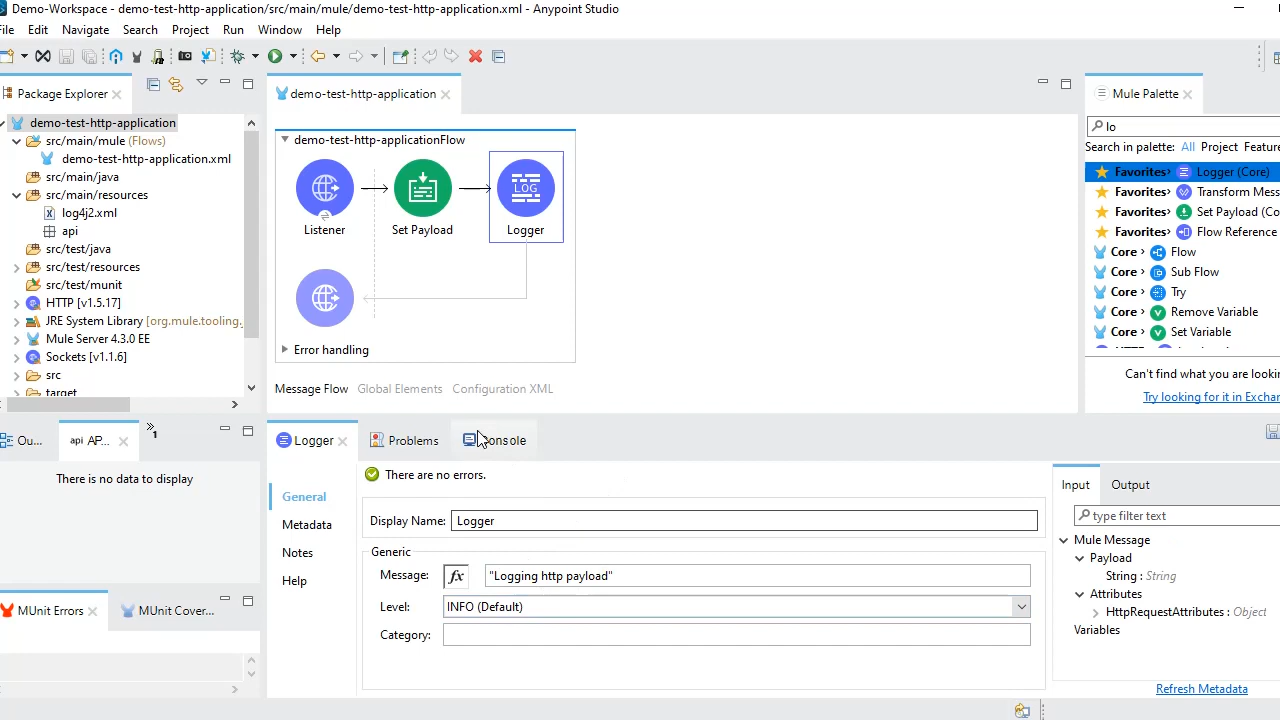 Demo-Workspace - demo-test-http-application/src/main/mule/demo-test-http-application.xml - Anypoint Studio
File Edit Navigate Search Project Run Window Help
Package Explorer
demo-test-http-application
src/main/mule (Flows)
demo-test-http-application.xml
src/main/java
src/main/resources
log4j2.xml
api
src/test/java
src/test/resources
src/test/munit
HTTP [v1.5.17]
JRE System Library [org.mule.tooling.
Mule Server 4.3.0 EE
Sockets [v1.1.6]
src
target
demo-test-http-application
demo-test-http-applicationFlow
LOG
Listener
Set Payload
Logger
Error handling
Message Flow Global Elements Configuration XML
Mule Palette
lo
Search in palette: All Project Feature
Favorites› Logger (Core)
Favorites› Transform Mess
Favorites› Set Payload (Co
Favorites› Flow Reference
Core › Flow
Core › Sub Flow
Core › Try
Core › Remove Variable
Core › Set Variable
Can't find what you are lookin
Try looking for it in Exchan
Ou...
api AP...
»1
There is no data to display
MUnit Errors
MUnit Cover...
Logger
Problems
Console
There are no errors.
General
Metadata
Notes
Help
Display Name: Logger
Generic
Message: fx "Logging http payload"
Level: INFO (Default)
Category:
Input
Output
type filter text
Mule Message
Payload
String : String
Attributes
HttpRequestAttributes : Object
Variables
Refresh Metadata